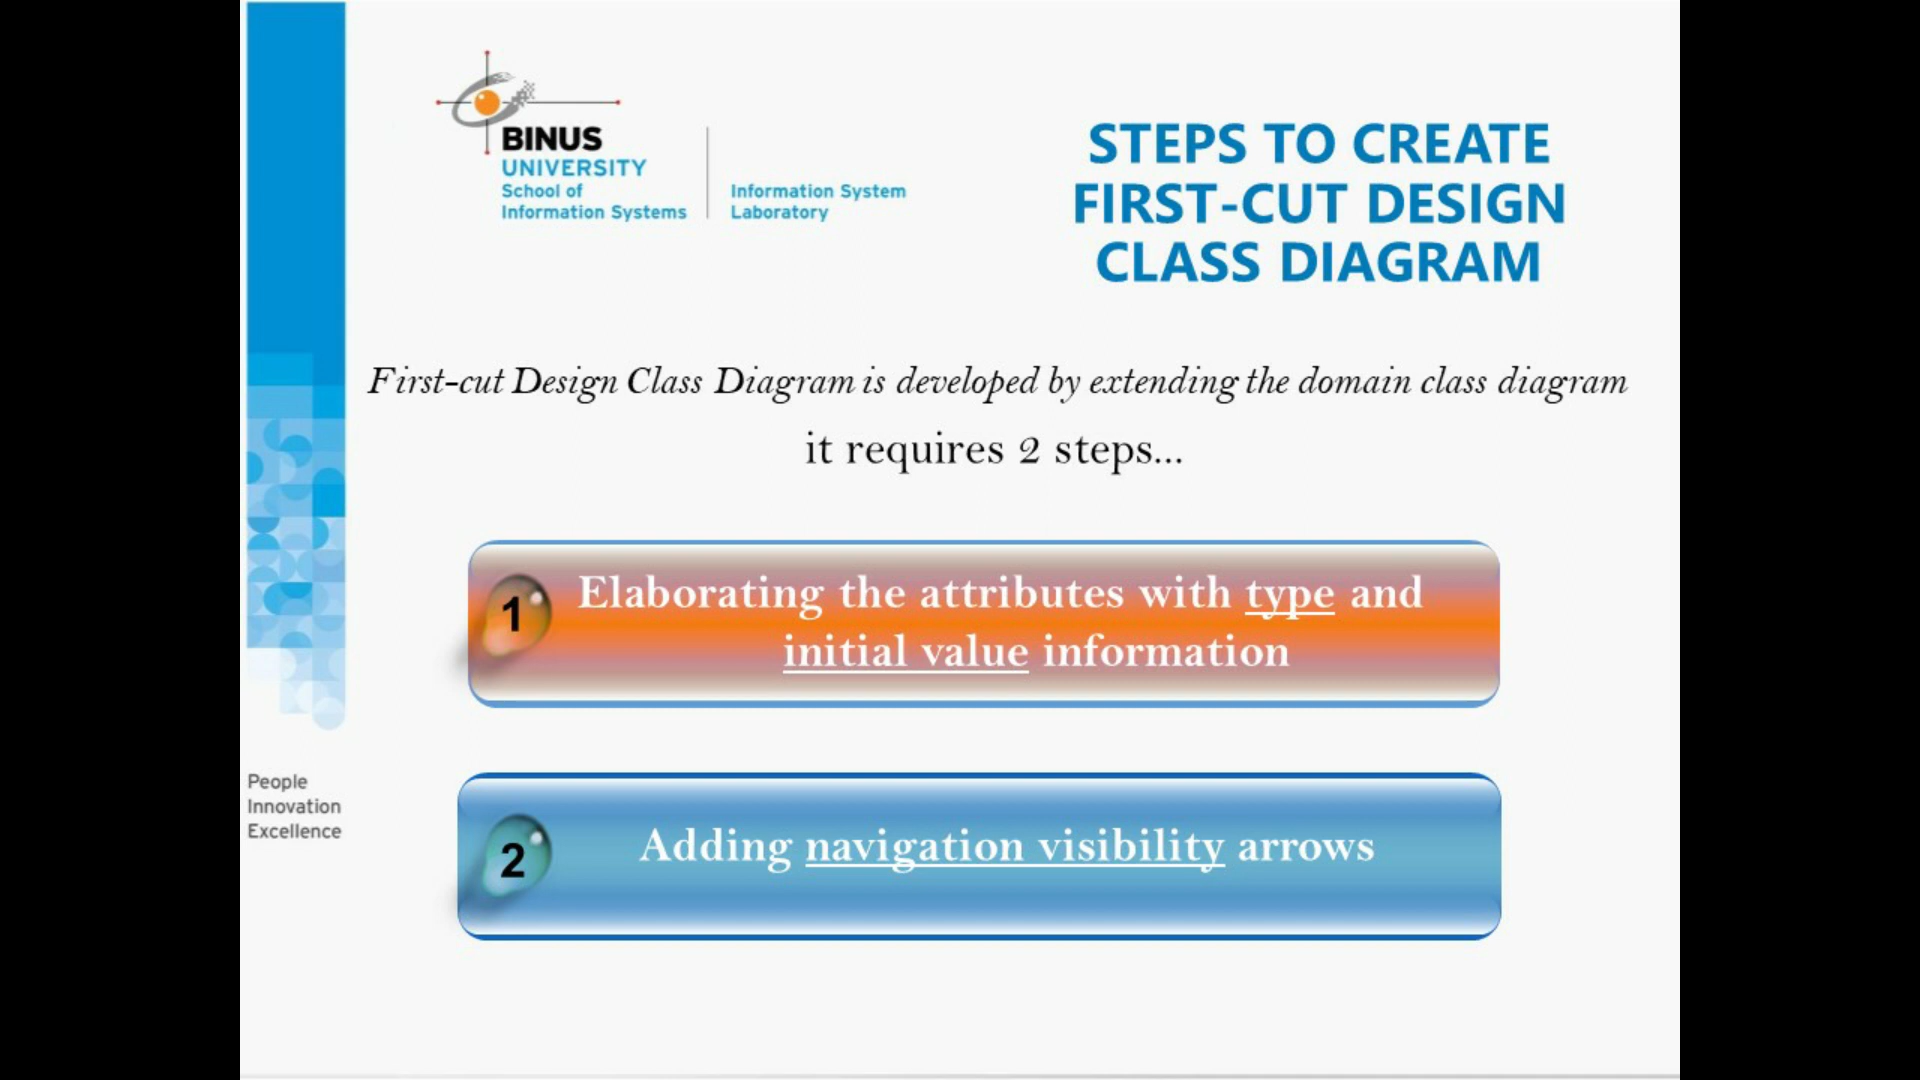 BINUS
UNIVERSITY
School of
Information Systems
Information System
Laboratory
STEPS TO CREATE
FIRST-CUT DESIGN
CLASS DIAGRAM
First-cut Design Class Diagram is developed by extending the domain class diagram
it requires 2 steps...
1
Elaborating the attributes with type and
initial value information
2
Adding navigation visibility arrows
People
Innovation
Excellence